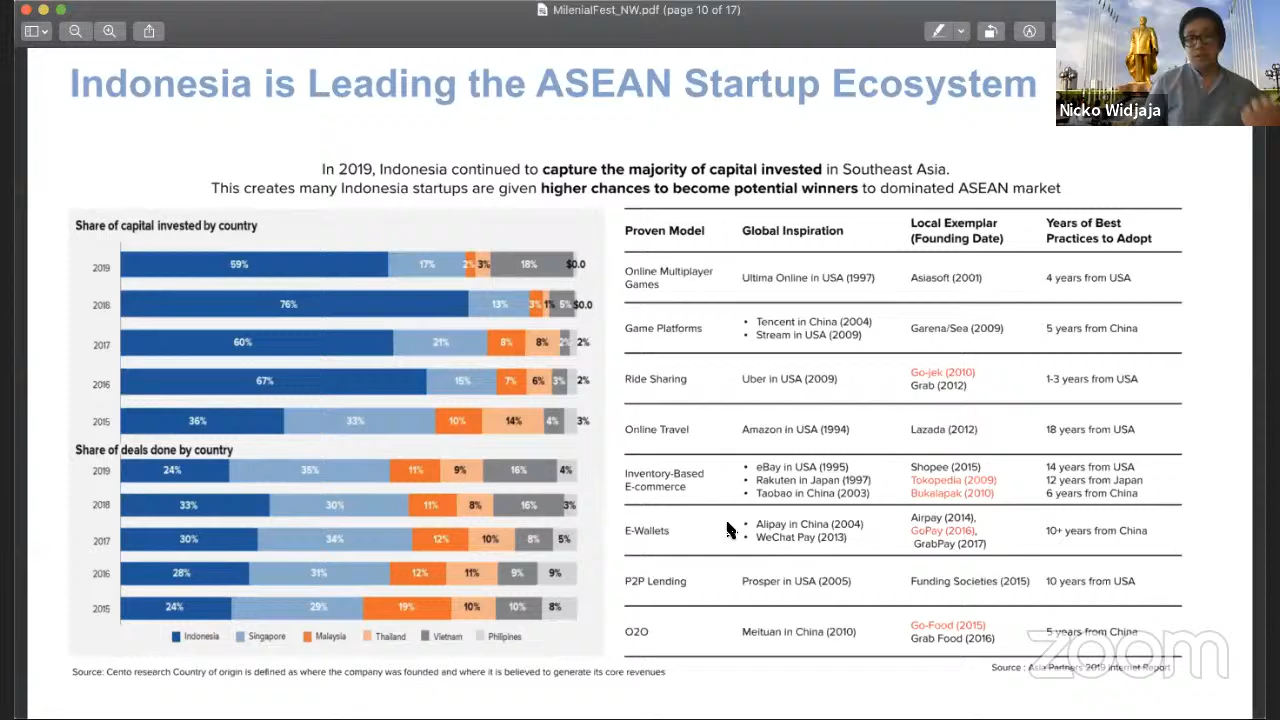 MilenialFest_NW.pdf (page 10 of 17)
Nicko Widjaja
Indonesia is Leading the ASEAN Startup Ecosystem
In 2019, Indonesia continued to capture the majority of capital invested in Southeast Asia.
This creates many Indonesia startups are given higher chances to become potential winners to dominated ASEAN market
Share of capital invested by country
2019 59% 17% 2% 3% 18% $0.0
2018 76% 13% 3% 1% 5% $0.0
2017 60% 21% 8% 8% 2% 2%
2016 67% 15% 7% 6% 3% 2%
2015 36% 33% 10% 14% 4% 3%
Share of deals done by country
2019 24% 35% 11% 9% 16% 4%
2018 33% 30% 11% 8% 16% 3%
2017 30% 34% 12% 10% 8% 5%
2016 28% 31% 12% 11% 9% 9%
2015 24% 29% 19% 10% 10% 8%
Indonesia Singapore Malaysia Thailand Vietnam Philipines
Source: Cento research Country of origin is defined as where the company was founded and where it is believed to generate its core revenues
Proven Model Global Inspiration Local Exemplar (Founding Date) Years of Best Practices to Adopt
Online Multiplayer Games Ultima Online in USA (1997) Asiasoft (2001) 4 years from USA
Game Platforms
• Tencent in China (2004)
• Stream in USA (2009)
Garena/Sea (2009) 5 years from China
Ride Sharing Uber in USA (2009)
Go-jek (2010)
Grab (2012)
1-3 years from USA
Online Travel Amazon in USA (1994) Lazada (2012) 18 years from USA
Inventory-Based E-commerce
• eBay in USA (1995) Shopee (2015) 14 years from USA
• Rakuten in Japan (1997) Tokopedia (2009) 12 years from Japan
• Taobao in China (2003) Bukalapak (2010) 6 years from China
E-Wallets
• Alipay in China (2004)
• WeChat Pay (2013)
Airpay (2014),
GoPay (2016),
GrabPay (2017)
10+ years from China
P2P Lending Prosper in USA (2005) Funding Societies (2015) 10 years from USA
O2O Meituan in China (2010)
Go-Food (2015)
Grab Food (2016)
5 years from China
Source : Asia Partners 2019 Internet Report
zoom